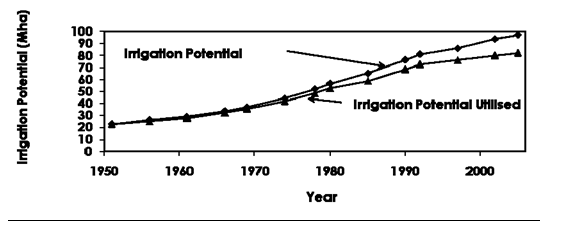 Irrigation Potential (Mha)
100
90
80
70
60
50
40
30
20
10
0
Irrigation Potential
Irrigation Potential Utilised
1950 1960 1970 1980 1990 2000
Year